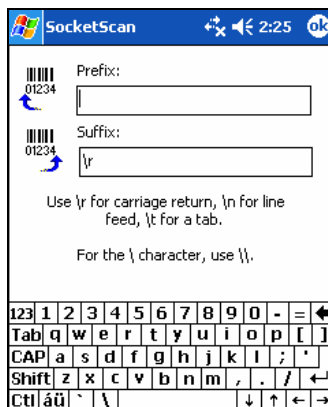 SocketScan 2:25 ok
Prefix:
01234
Suffix:
01234
\r
Use \r for carriage return, \n for line
feed, \t for a tab.
For the \ character, use \\.
123 1 2 3 4 5 6 7 8 9 0 - = 
Tab q w e r t y u i o p [ ]
CAP a s d f g h j k l ; '
Shift z x c v b n m , . /
Ctl áü ` \